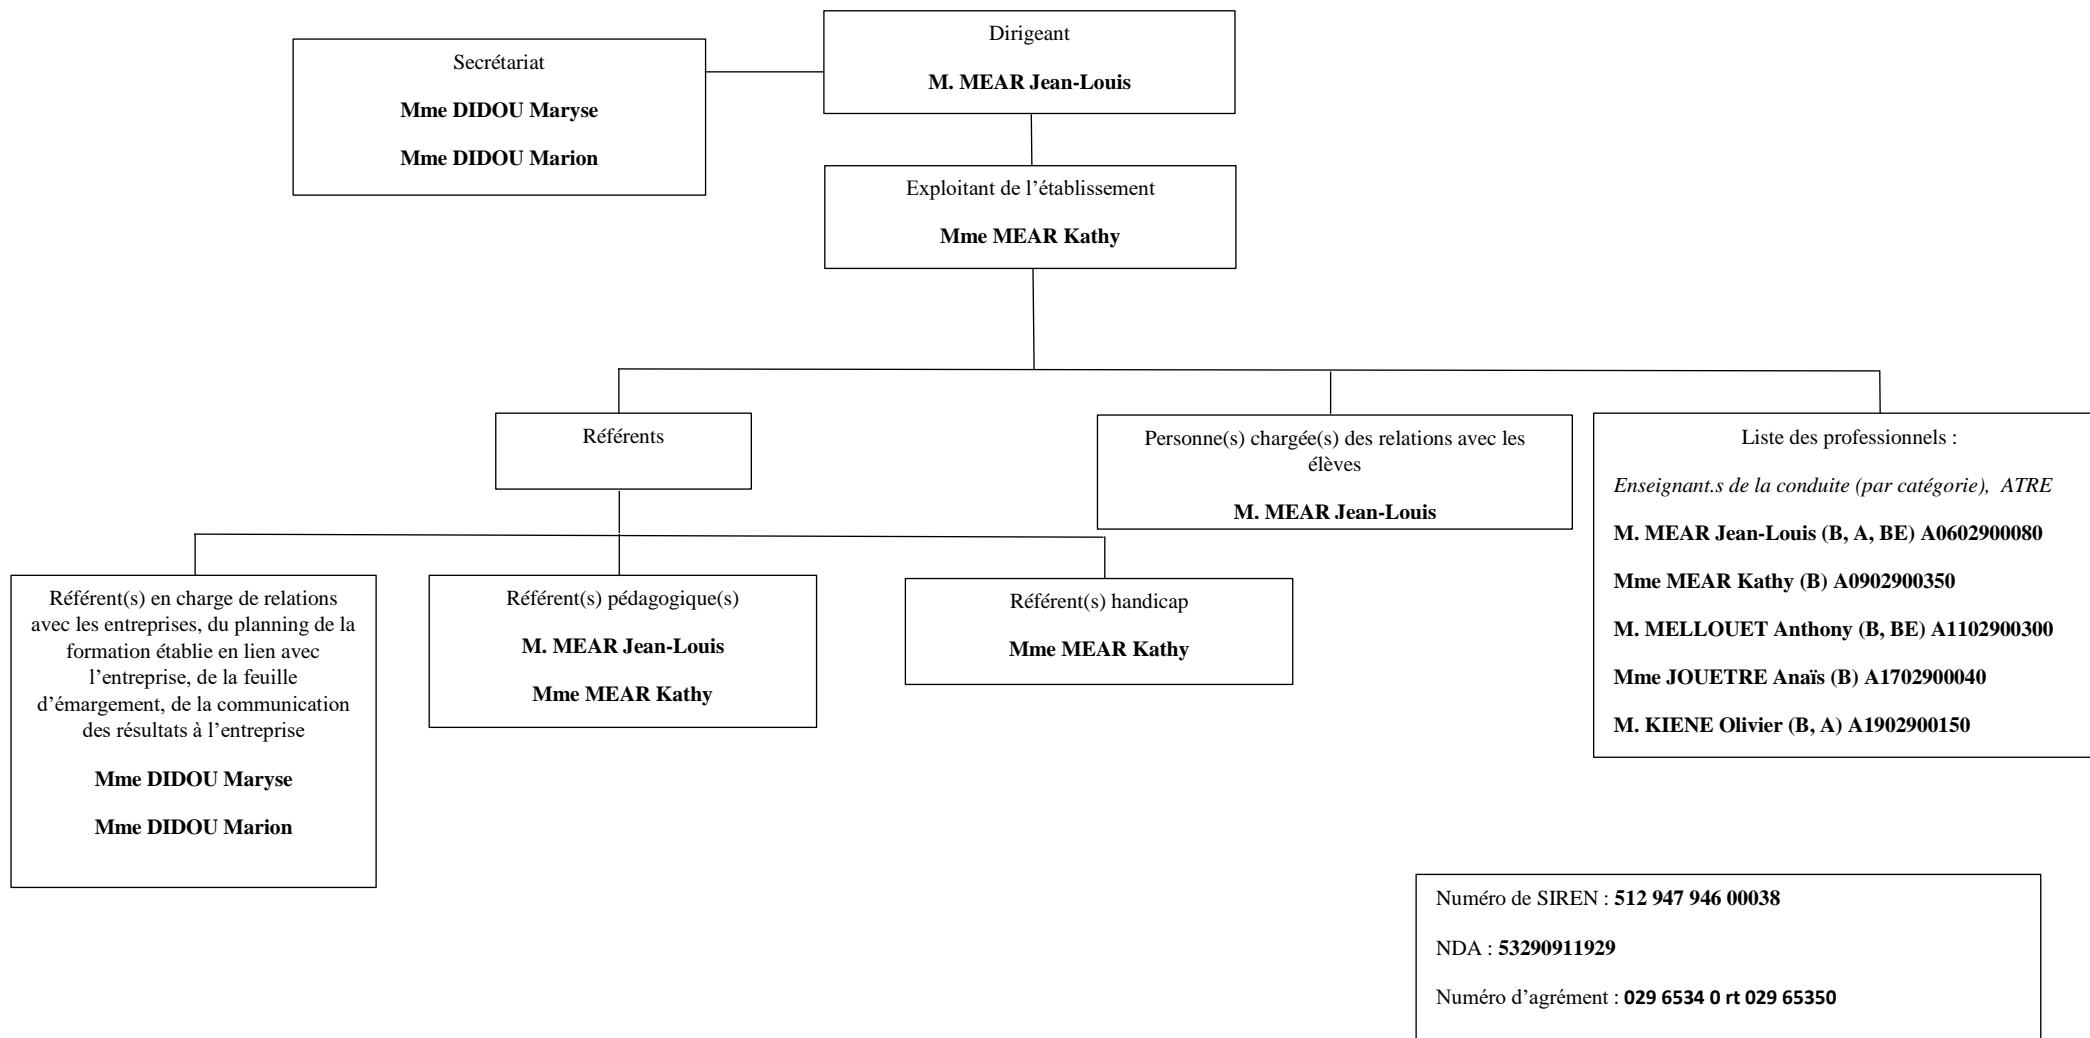 Dirigeant
M. MEAR Jean-Louis
Secrétariat
Mme DIDOU Maryse
Mme DIDOU Marion
Exploitant de l’établissement
Mme MEAR Kathy
Référents
Personne(s) chargée(s) des relations avec les
élèves
M. MEAR Jean-Louis
Liste des professionnels :
Enseignant.s de la conduite (par catégorie), ATRE
M. MEAR Jean-Louis (B, A, BE) A0602900080
Mme MEAR Kathy (B) A0902900350
M. MELLOUET Anthony (B, BE) A1102900300
Mme JOUETRE Anaïs (B) A1702900040
M. KIENE Olivier (B, A) A1902900150
Référent(s) en charge de relations
avec les entreprises, du planning de la
formation établie en lien avec
l’entreprise, de la feuille
d’émargement, de la communication
des résultats à l’entreprise
Mme DIDOU Maryse
Mme DIDOU Marion
Référent(s) pédagogique(s)
M. MEAR Jean-Louis
Mme MEAR Kathy
Référent(s) handicap
Mme MEAR Kathy
Numéro de SIREN : 512 947 946 00038
NDA : 53290911929
Numéro d’agrément : 029 6534 0 rt 029 65350